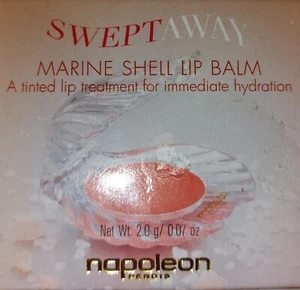 SWEPTAWAY
MARINE SHELL LIP BALM
A tinted lip treatment for immediate hydration
Net Wt. 2.0 g/ 0.07 oz
napoleon
PERDIS